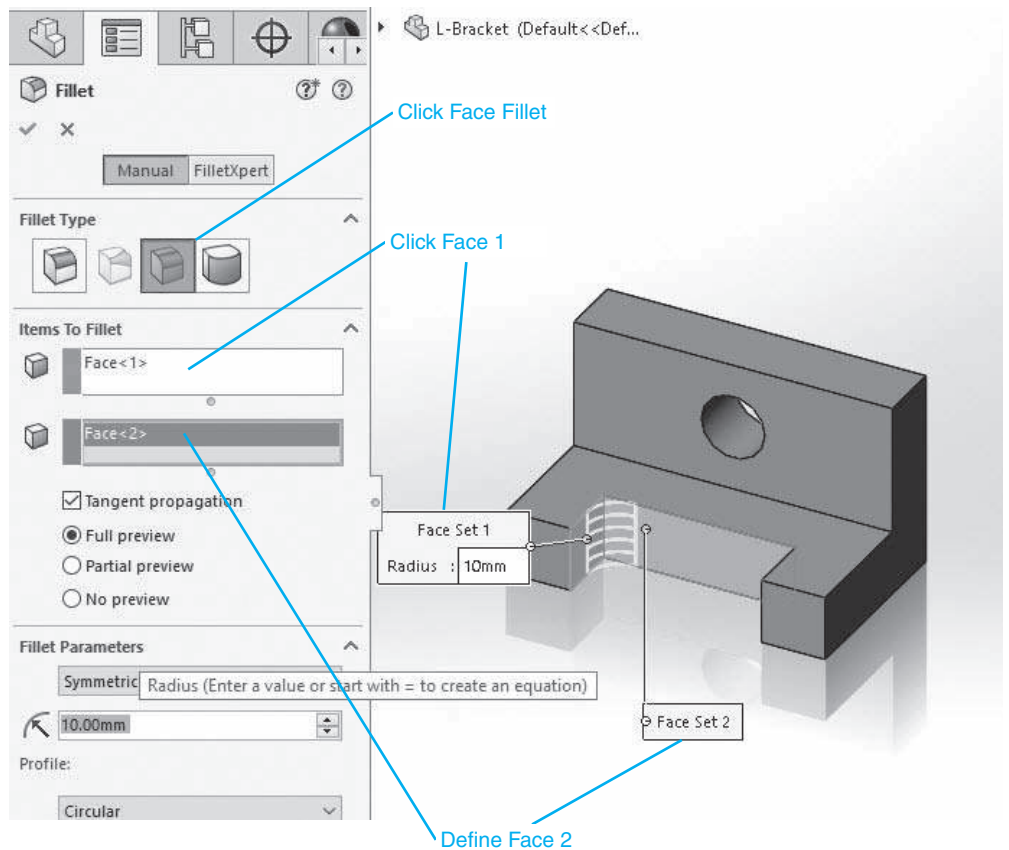 L-Bracket (Default<<Def...
Fillet
Click Face Fillet
Manual FilletXpert
Fillet Type
Click Face 1
Items To Fillet
Face<1>
Face<2>
Tangent propagation
Full preview
Partial preview
No preview
Face Set 1
Radius : 10mm
Fillet Parameters
Symmetric
Radius (Enter a value or start with = to create an equation)
10.00mm
Face Set 2
Profile:
Circular
Define Face 2